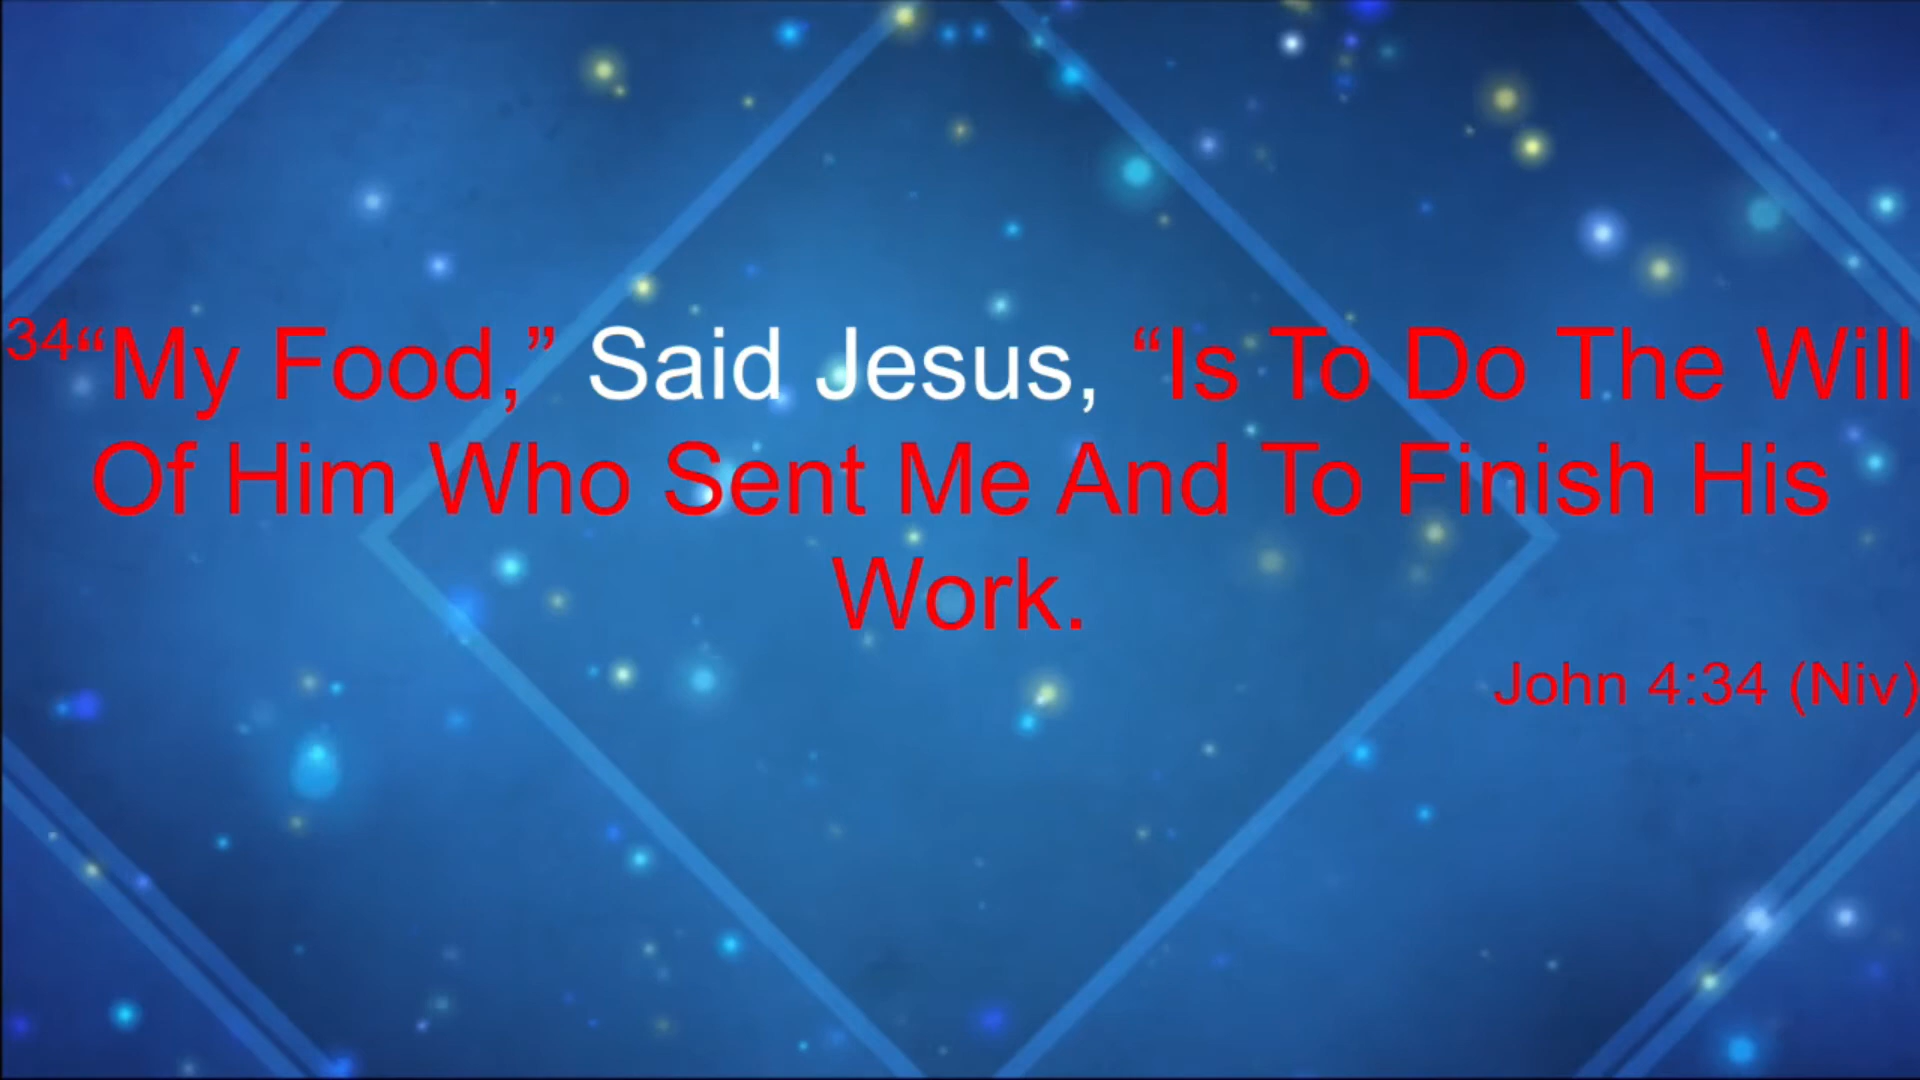 34“My Food,” Said Jesus, “Is To Do The Will
Of Him Who Sent Me And To Finish His
Work.
John 4:34 (Niv)